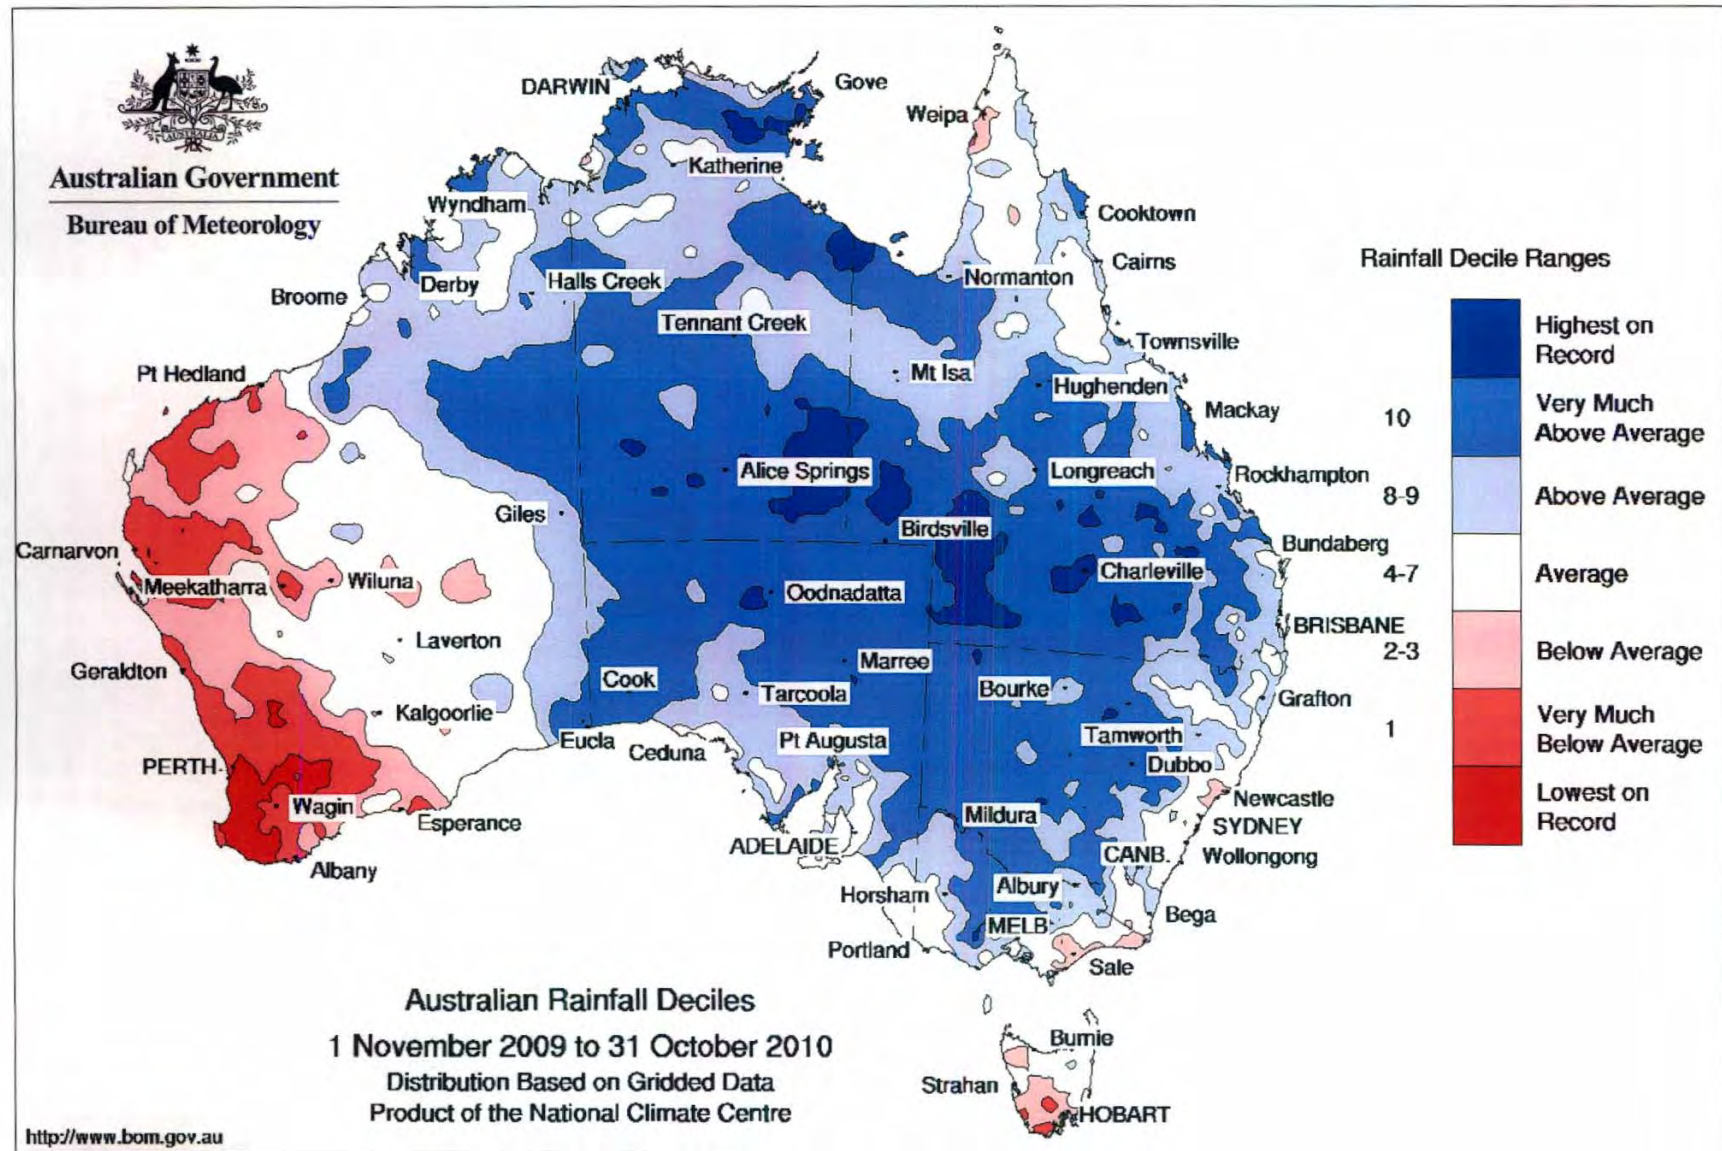 AUSTRALIA
Australian Government
Bureau of Meteorology
DARWIN
Gove
Weipa
Katherine
Wyndham
Cooktown
Cairns
Broome
Derby
Halls Creek
Normanton
Tennant Creek
Townsville
Pt Hedland
Mt Isa
Hughenden
Mackay
Alice Springs
Longreach
Rockhampton
Giles
Birdsville
Carnarvon
Bundaberg
Meekatharra
Wiluna
Oodnadatta
Charleville
Laverton
BRISBANE
Geraldton
Cook
Marree
Tarcoola
Bourke
Grafton
Kalgoorlie
Eucla
Ceduna
Pt Augusta
Tamworth
PERTH
Dubbo
Wagin
Esperance
Mildura
Newcastle
SYDNEY
ADELAIDE
CANB.
Wollongong
Albany
Horsham
Albury
MELB
Bega
Portland
Sale
Burnie
Strahan
HOBART
Rainfall Decile Ranges
Highest on
Record
10
Very Much
Above Average
8-9
Above Average
4-7
Average
2-3
Below Average
1
Very Much
Below Average
Lowest on
Record
Australian Rainfall Deciles
1 November 2009 to 31 October 2010
Distribution Based on Gridded Data
Product of the National Climate Centre
http://www.bom.gov.au